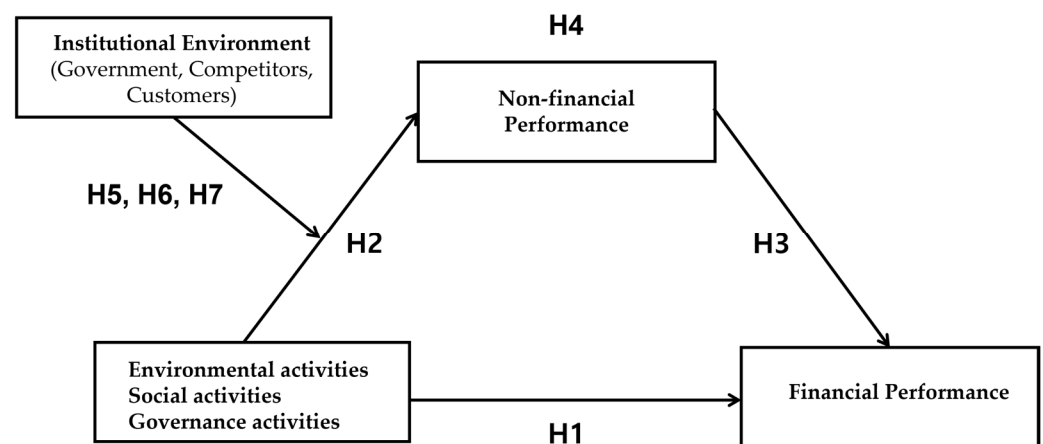 H4
Institutional Environment
(Government, Competitors,
Customers)
Non-financial
Performance
H5, H6, H7
H2
H3
Environmental activities
Social activities
Governance activities
Financial Performance
H1